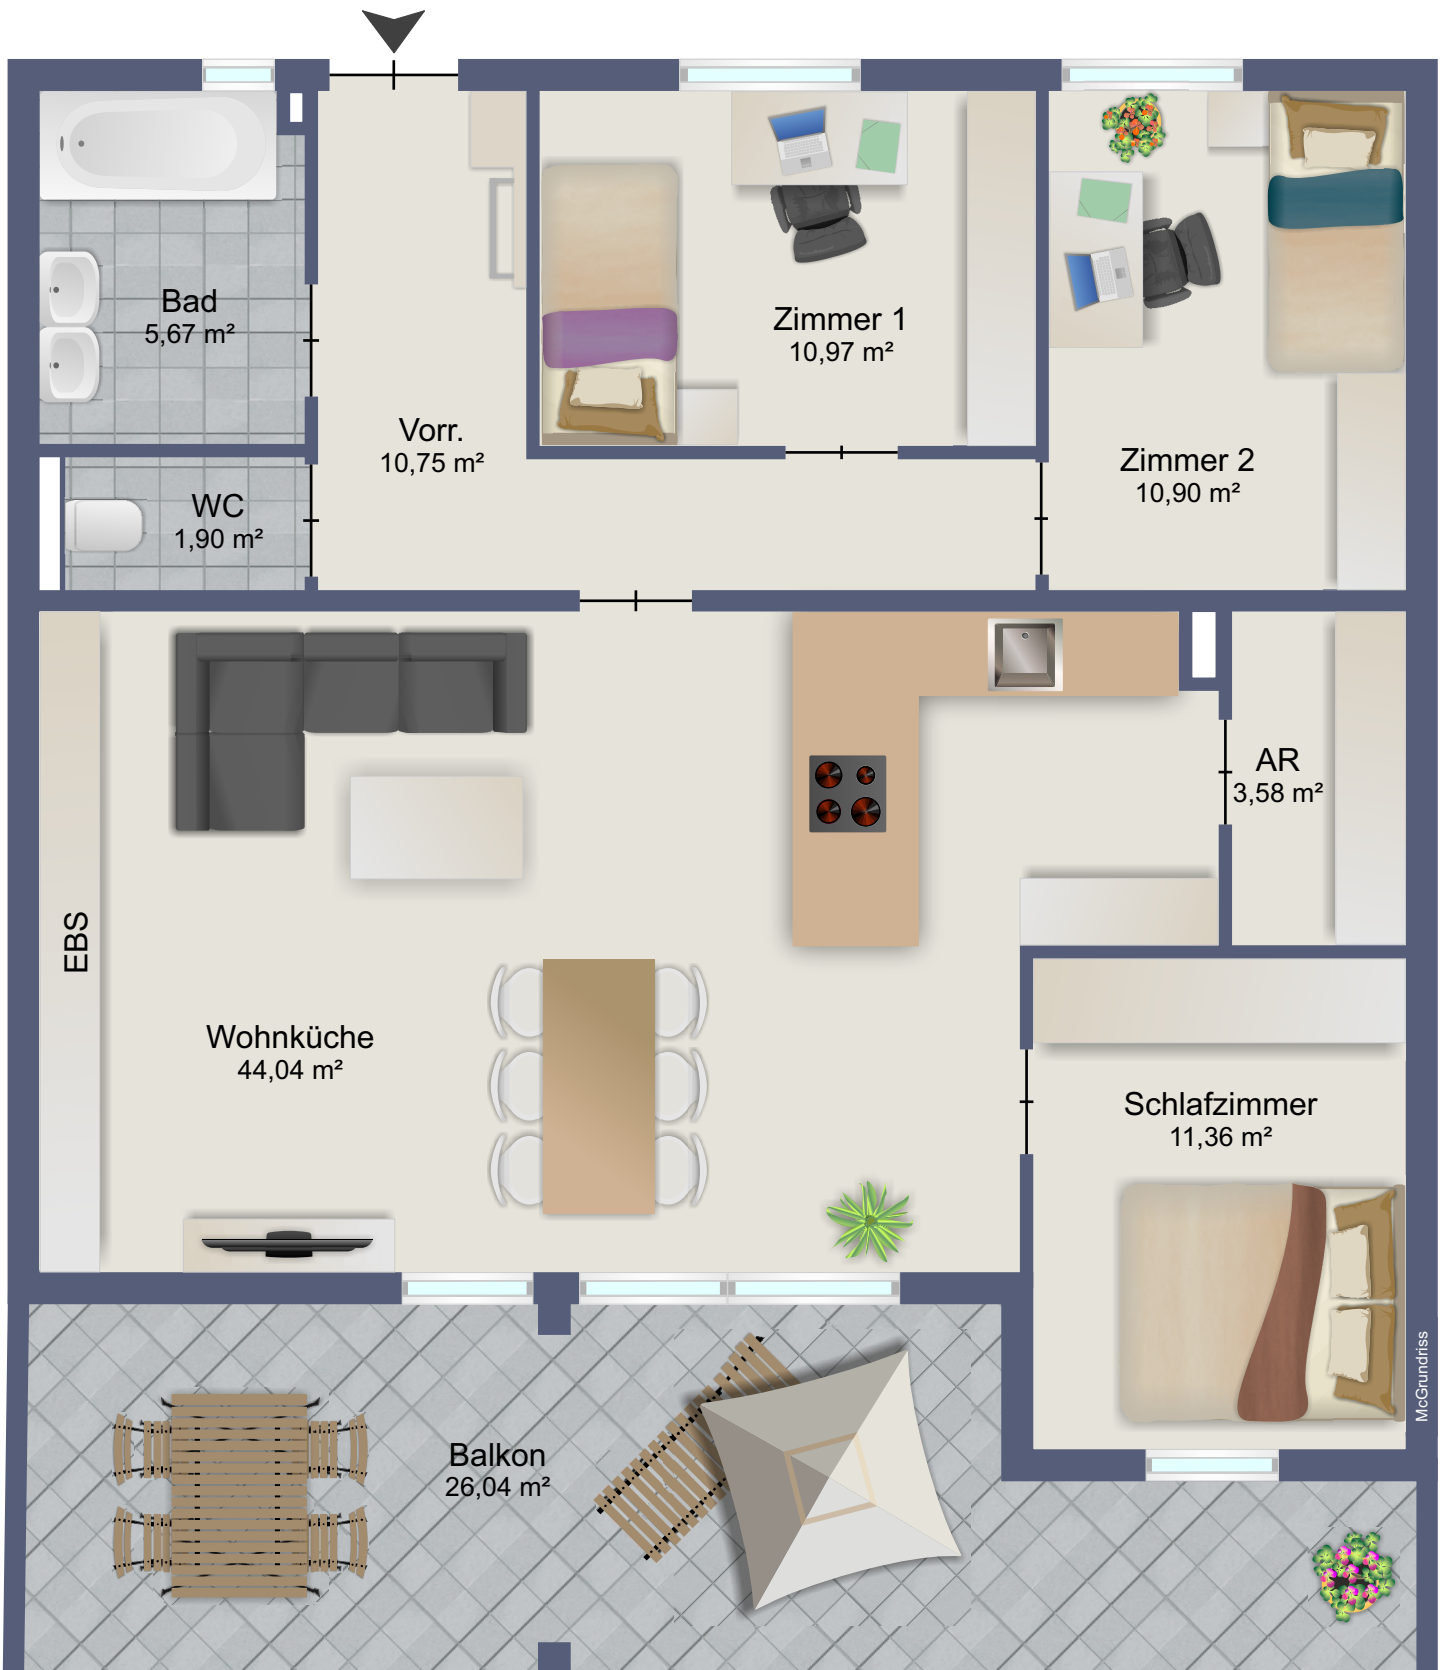 Bad
5,67 m²
Zimmer 1
10,97 m²
Vorr.
10,75 m²
Zimmer 2
10,90 m²
WC
1,90 m²
AR
3,58 m²
EBS
Wohnküche
44,04 m²
Schlafzimmer
11,36 m²
McGrundriss
Balkon
26,04 m²